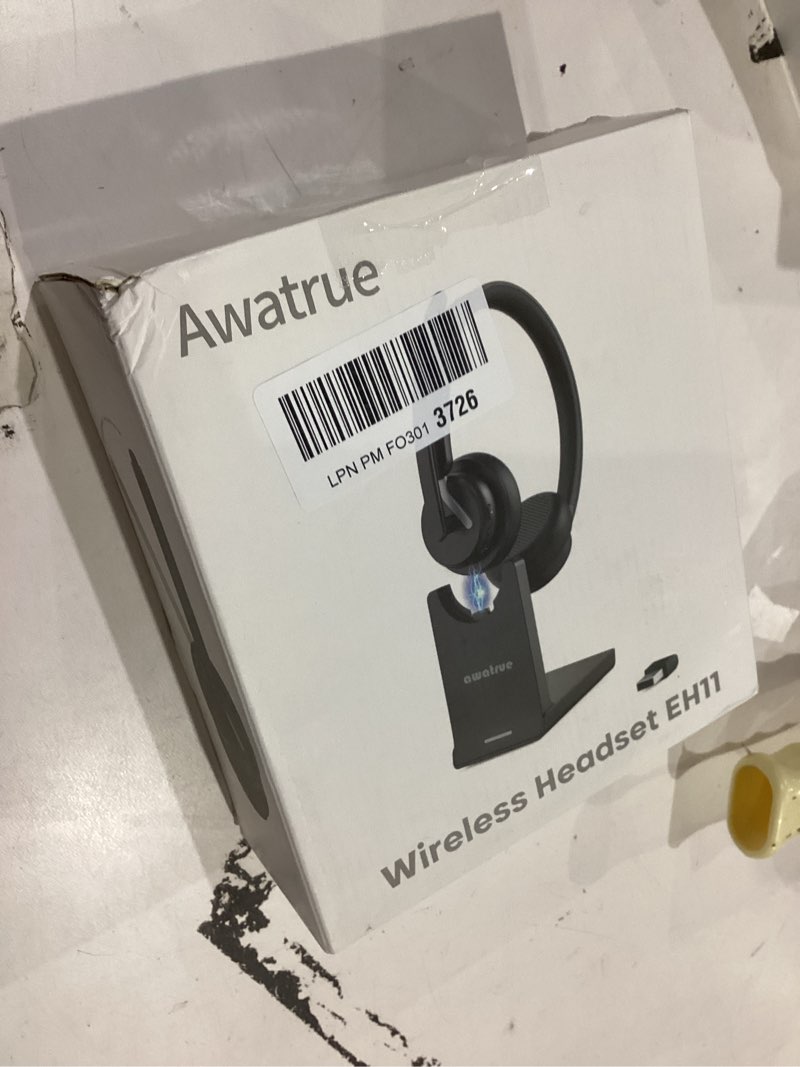 Awatrue
LPN PM FO301 3726
awatrue
Wireless Headset EH11